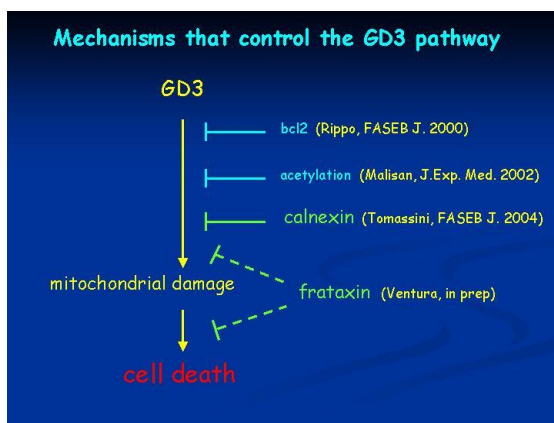 Mechanisms that control the GD3 pathway
GD3
bcl2 (Rippo, FASEB J. 2000)
acetylation (Malisan, J.Exp. Med. 2002)
calnexin (Tomassini, FASEB J. 2004)
mitochondrial damage
frataxin (Ventura, in prep)
cell death